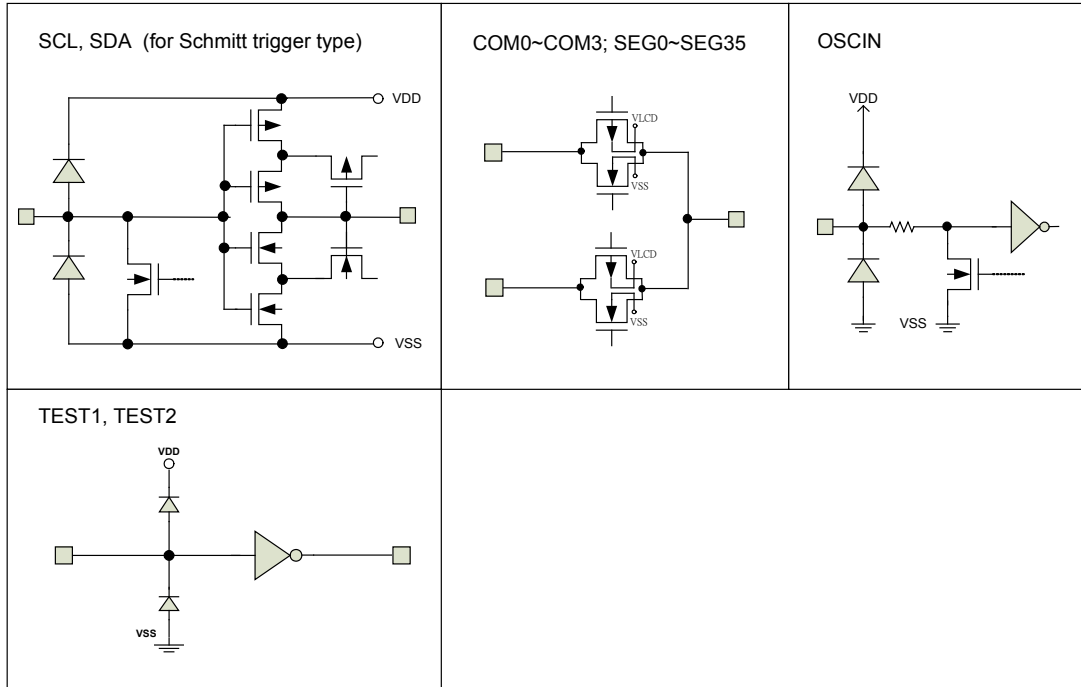 SCL, SDA (for Schmitt trigger type)
VDD
VSS
COM0~COM3; SEG0~SEG35
VLCD
VSS
VLCD
VSS
OSCIN
VDD
VSS
TEST1, TEST2
VDD
VSS